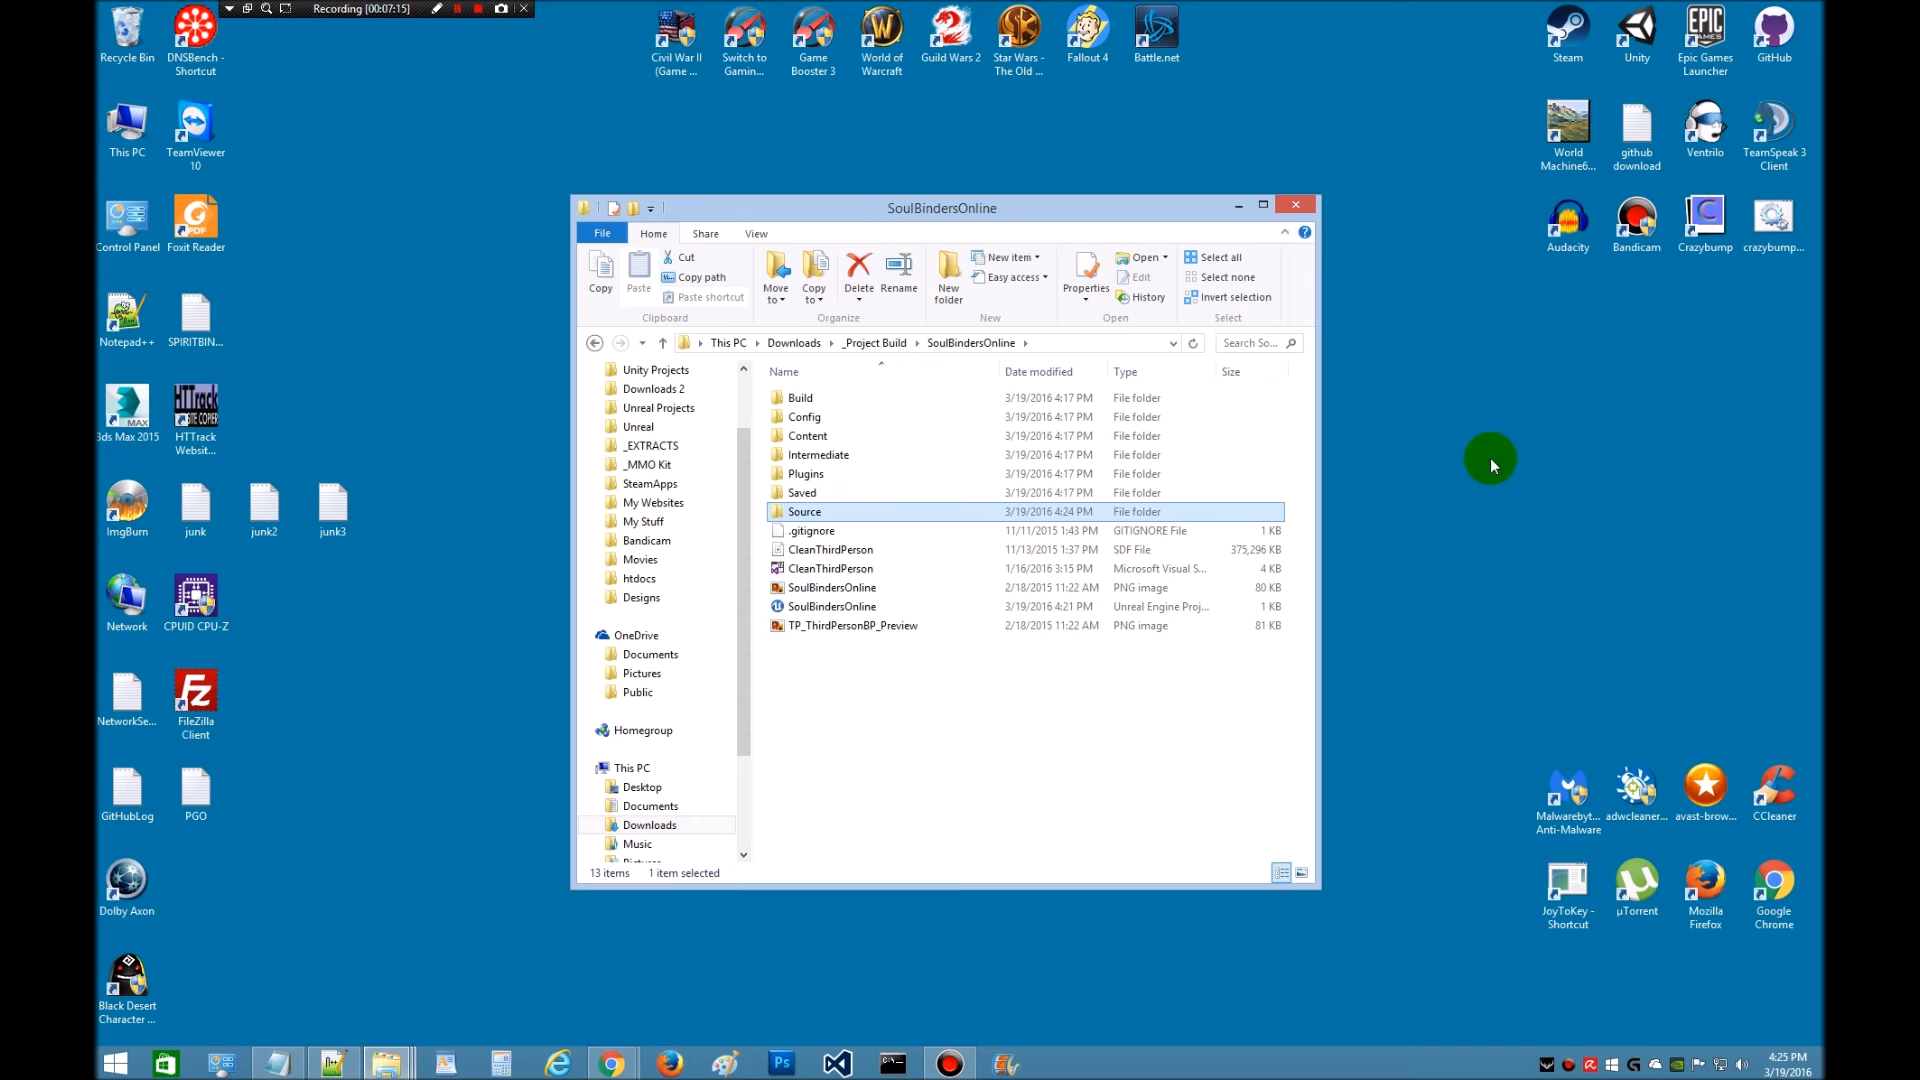 Recording [00:07:15]
Recycle Bin
DNSBench -
Shortcut
Civil War II
(Game ...
Switch to
Gamin...
Game
Booster 3
World of
Warcraft
Guild Wars 2
Star Wars -
The Old ...
Fallout 4
Battle.net
Steam
Unity
Epic Games
Launcher
GitHub
This PC
TeamViewer
10
World
Machine6...
github
download
Ventrilo
TeamSpeak 3
Client
Control Panel
Foxit Reader
Audacity
Bandicam
Crazybump
crazybump...
Notepad++
SPIRITBIN...
3ds Max 2015
HTTrack
Websit...
ImgBurn
junk
junk2
junk3
Network
CPUID CPU-Z
NetworkSe...
FileZilla
Client
GitHubLog
PGO
Dolby Axon
Black Desert
Character ...
SoulBindersOnline
File
Home
Share
View
Copy
Paste
Cut
Copy path
Paste shortcut
Clipboard
Move
to
Copy
to
Delete
Rename
Organize
New
folder
New item
Easy access
New
Properties
Open
Edit
History
Open
Select all
Select none
Invert selection
Select
This PC
Downloads
_Project Build
SoulBindersOnline
Search So...
Unity Projects
Downloads 2
Unreal Projects
Unreal
_EXTRACTS
_MMO Kit
SteamApps
My Websites
My Stuff
Bandicam
Movies
htdocs
Designs
OneDrive
Documents
Pictures
Public
Homegroup
This PC
Desktop
Documents
Downloads
Music
Pictures
Name Date modified Type Size
Build 3/19/2016 4:17 PM File folder
Config 3/19/2016 4:17 PM File folder
Content 3/19/2016 4:17 PM File folder
Intermediate 3/19/2016 4:17 PM File folder
Plugins 3/19/2016 4:17 PM File folder
Saved 3/19/2016 4:17 PM File folder
Source 3/19/2016 4:24 PM File folder
.gitignore 11/11/2015 1:43 PM GITIGNORE File 1 KB
CleanThirdPerson 11/13/2015 1:37 PM SDF File 375,296 KB
CleanThirdPerson 1/16/2016 3:15 PM Microsoft Visual S... 4 KB
SoulBindersOnline 2/18/2015 11:22 AM PNG image 80 KB
SoulBindersOnline 3/19/2016 4:21 PM Unreal Engine Proj... 1 KB
TP_ThirdPersonBP_Preview 2/18/2015 11:22 AM PNG image 81 KB
13 items 1 item selected
Malwarebyt...
Anti-Malware
adwcleaner...
avast-brow...
CCleaner
JoyToKey -
Shortcut
µTorrent
Mozilla
Firefox
Google
Chrome
4:25 PM
3/19/2016